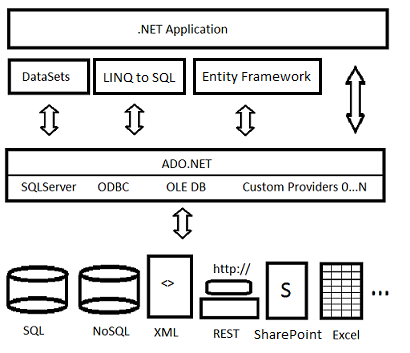 .NET Application
DataSets LINQ to SQL Entity Framework
ADO.NET
SQLServer ODBC OLE DB Custom Providers 0...N
http://
<> S ...
SQL NoSQL XML REST SharePoint Excel